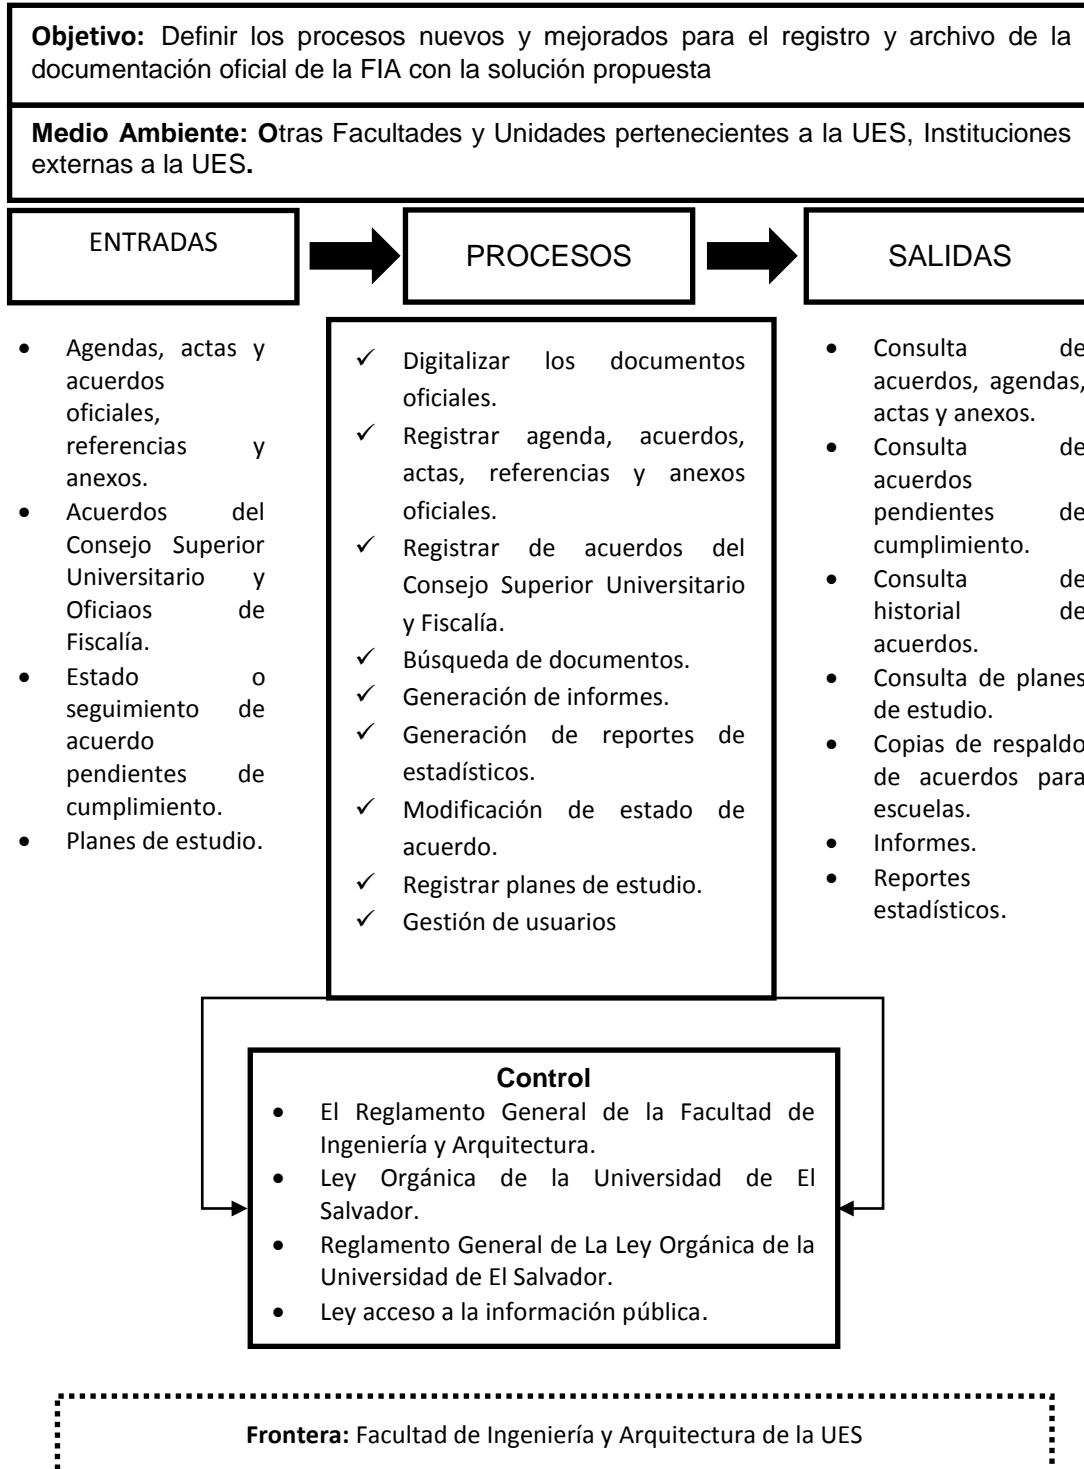 Objetivo: Definir los procesos nuevos y mejorados para el registro y archivo de la
documentación oficial de la FIA con la solución propuesta
Medio Ambiente: Otras Facultades y Unidades pertenecientes a la UES, Instituciones
externas a la UES.
ENTRADAS
PROCESOS
SALIDAS
• Agendas, actas y
acuerdos
oficiales,
referencias y
anexos.
• Acuerdos del
Consejo Superior
Universitario y
Oficiaos de
Fiscalía.
• Estado o
seguimiento de
acuerdo
pendientes de
cumplimiento.
• Planes de estudio.
✓ Digitalizar los documentos
oficiales.
✓ Registrar agenda, acuerdos,
actas, referencias y anexos
oficiales.
✓ Registrar de acuerdos del
Consejo Superior Universitario
y Fiscalía.
✓ Búsqueda de documentos.
✓ Generación de informes.
✓ Generación de reportes de
estadísticos.
✓ Modificación de estado de
acuerdo.
✓ Registrar planes de estudio.
✓ Gestión de usuarios
• Consulta de
acuerdos, agendas,
actas y anexos.
• Consulta de
acuerdos
pendientes de
cumplimiento.
• Consulta de
historial de
acuerdos.
• Consulta de planes
de estudio.
• Copias de respaldo
de acuerdos para
escuelas.
• Informes.
• Reportes
estadísticos.
Control
• El Reglamento General de la Facultad de
Ingeniería y Arquitectura.
• Ley Orgánica de la Universidad de El
Salvador.
• Reglamento General de La Ley Orgánica de la
Universidad de El Salvador.
• Ley acceso a la información pública.
Frontera: Facultad de Ingeniería y Arquitectura de la UES